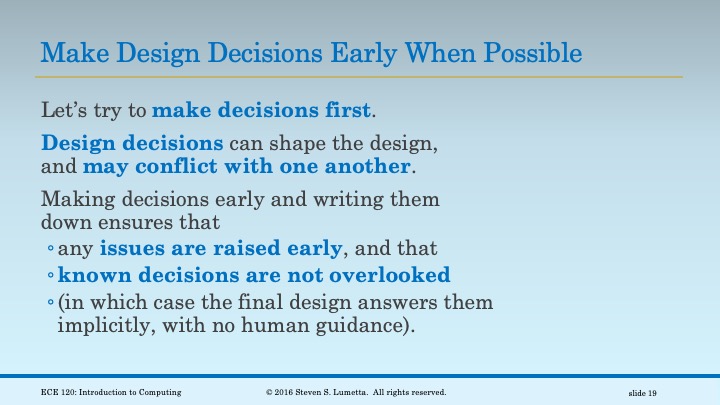 Make Design Decisions Early When Possible
Let’s try to make decisions first.
Design decisions can shape the design,
and may conflict with one another.
Making decisions early and writing them
down ensures that
◦ any issues are raised early, and that
◦ known decisions are not overlooked
◦ (in which case the final design answers them
implicitly, with no human guidance).
ECE 120: Introduction to Computing
© 2016 Steven S. Lumetta. All rights reserved.
slide 19